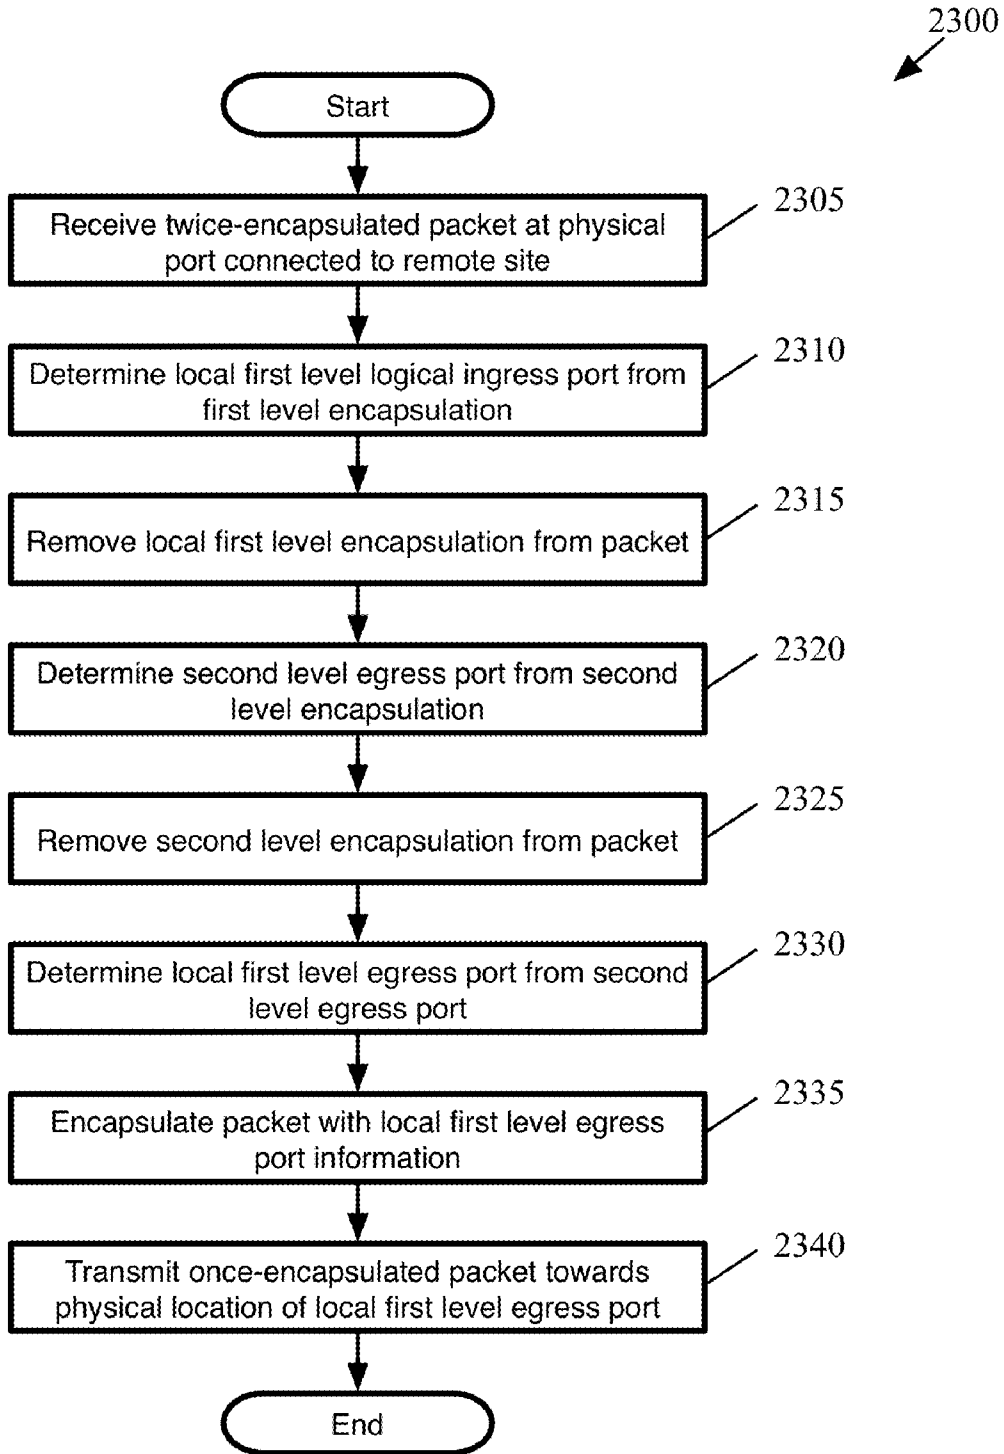 2300
Start
2305
Receive twice-encapsulated packet at physical
port connected to remote site
2310
Determine local first level logical ingress port from
first level encapsulation
2315
Remove local first level encapsulation from packet
2320
Determine second level egress port from second
level encapsulation
2325
Remove second level encapsulation from packet
2330
Determine local first level egress port from second
level egress port
2335
Encapsulate packet with local first level egress
port information
2340
Transmit once-encapsulated packet towards
physical location of local first level egress port
End